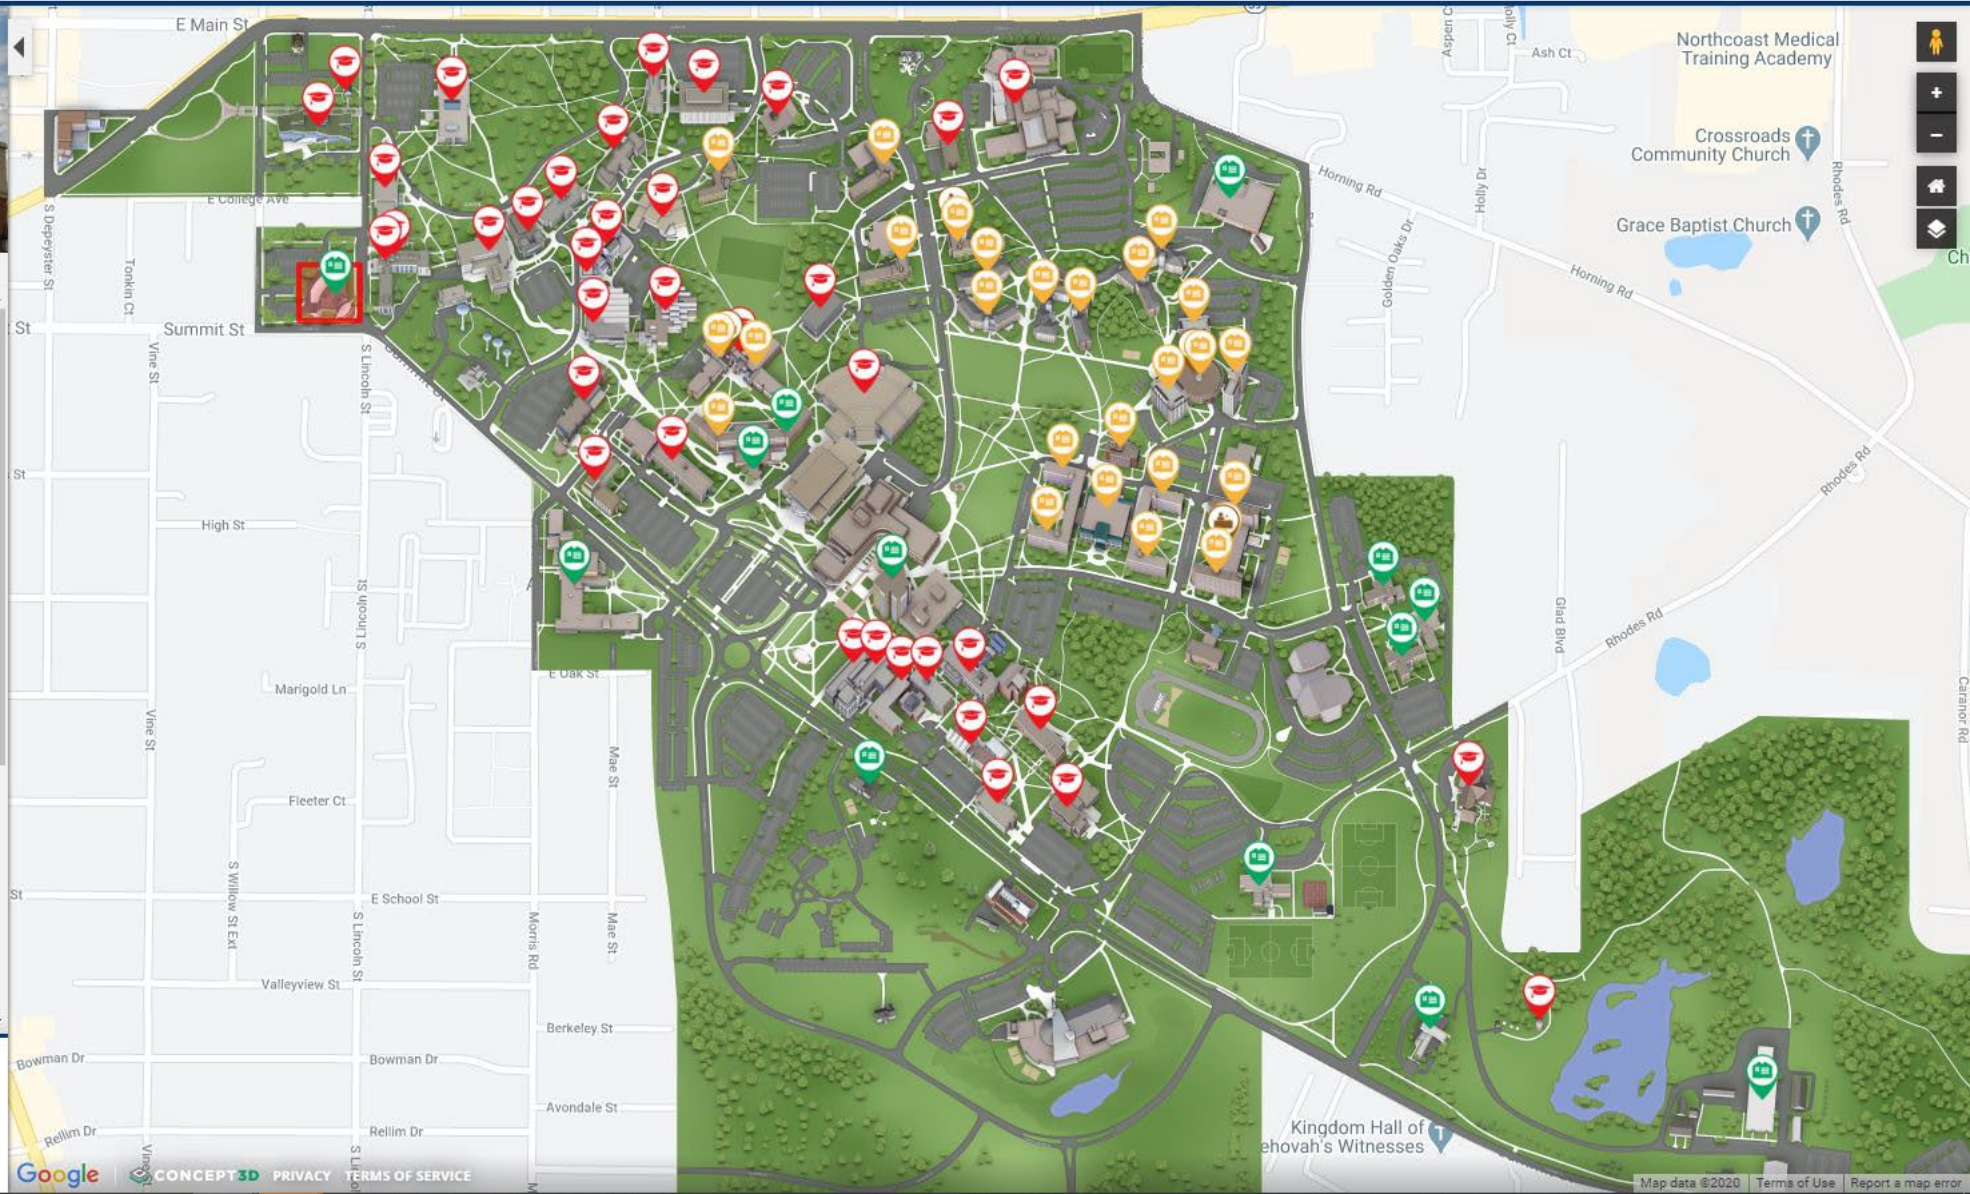 E Main St
Aspen C
Holly Ct
Ash Ct
Northcoast Medical
Training Academy
Crossroads
Community Church
Horning Rd
Holly Dr
Rhodes Rd
Grace Baptist Church
E College Ave
S Depeyster St
Tonkin Ct
Golden Oaks Dr
Horning Rd
Ch
St
Summit St
Vine St
S Lincoln St
St
High St
Rhodes Rd
S Lincoln St
Glad Blvd
Rhodes Rd
E Oak St
Marigold Ln
Caranor Rd
Vine St
Mae St
Fleeter Ct
S Willow St Ext
St
E School St
S Lincoln St
Morris Rd
Mae St
Valleyview St
Berkeley St
Bowman Dr
Bowman Dr
Avondale St
Rellim Dr
Rellim Dr
Kingdom Hall of
ehovah's Witnesses
Google
CONCEPT3D PRIVACY TERMS OF SERVICE
Map data ©2020 Terms of Use Report a map error